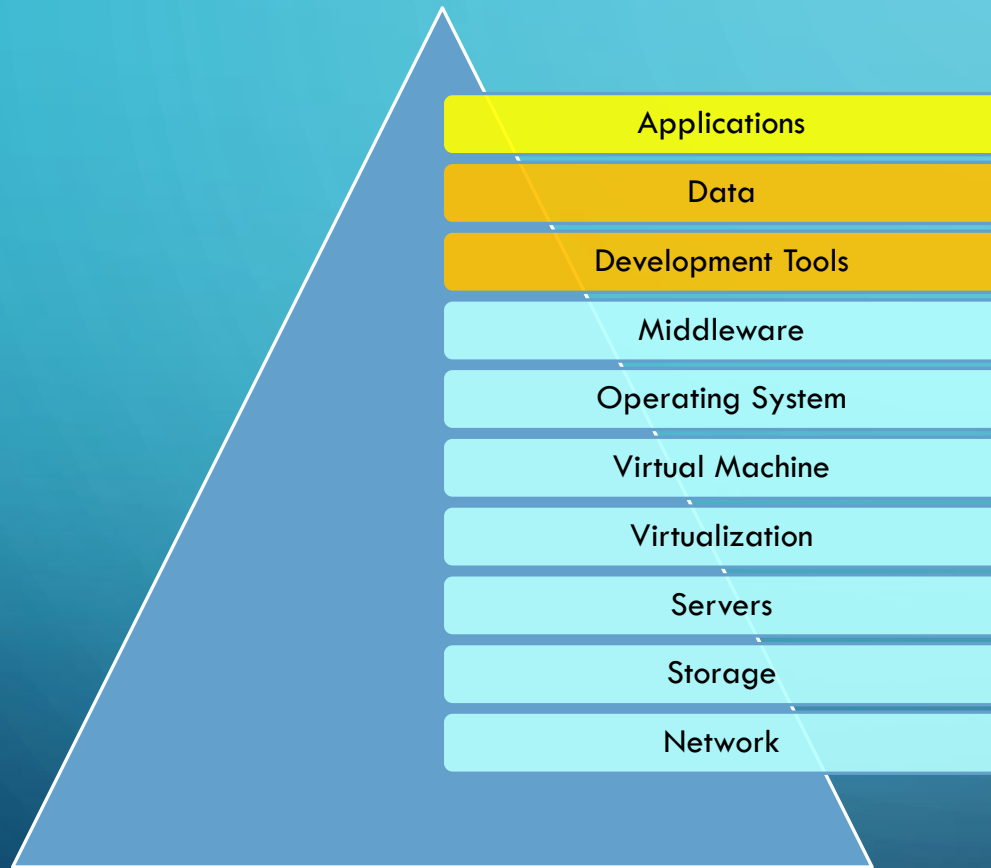 Applications
Data
Development Tools
Middleware
Operating System
Virtual Machine
Virtualization
Servers
Storage
Network